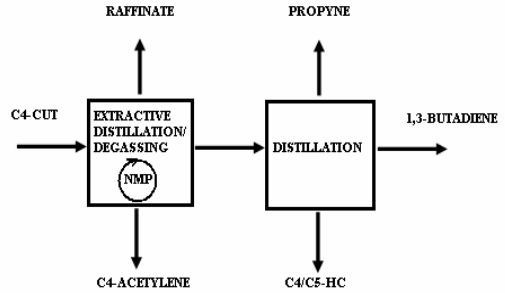 RAFFINATE
PROPYNE
C4-CUT
EXTRACTIVE
DISTILLATION/
DEGASSING
NMP
DISTILLATION
1,3-BUTADIENE
C4-ACETYLENE
C4/C5-HC